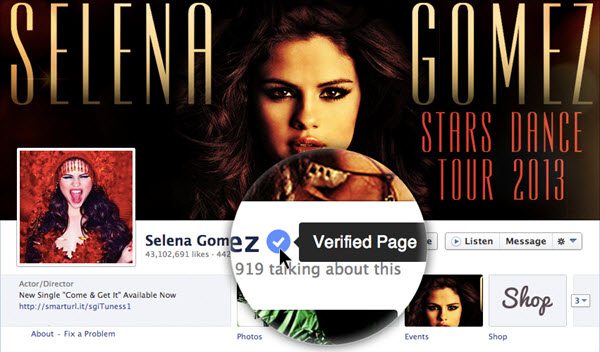 SELENA GOMEZ
STARS DANCE
TOUR 2013
Selena Gomez
Verified Page
Listen
Message
43,102,691 likes · 442
919 talking about this
Actor/Director
New Single "Come & Get It" Available Now
http://smarturl.it/sgiTuness1
About - Fix a Problem
Photos
Events
Shop
Shop
3